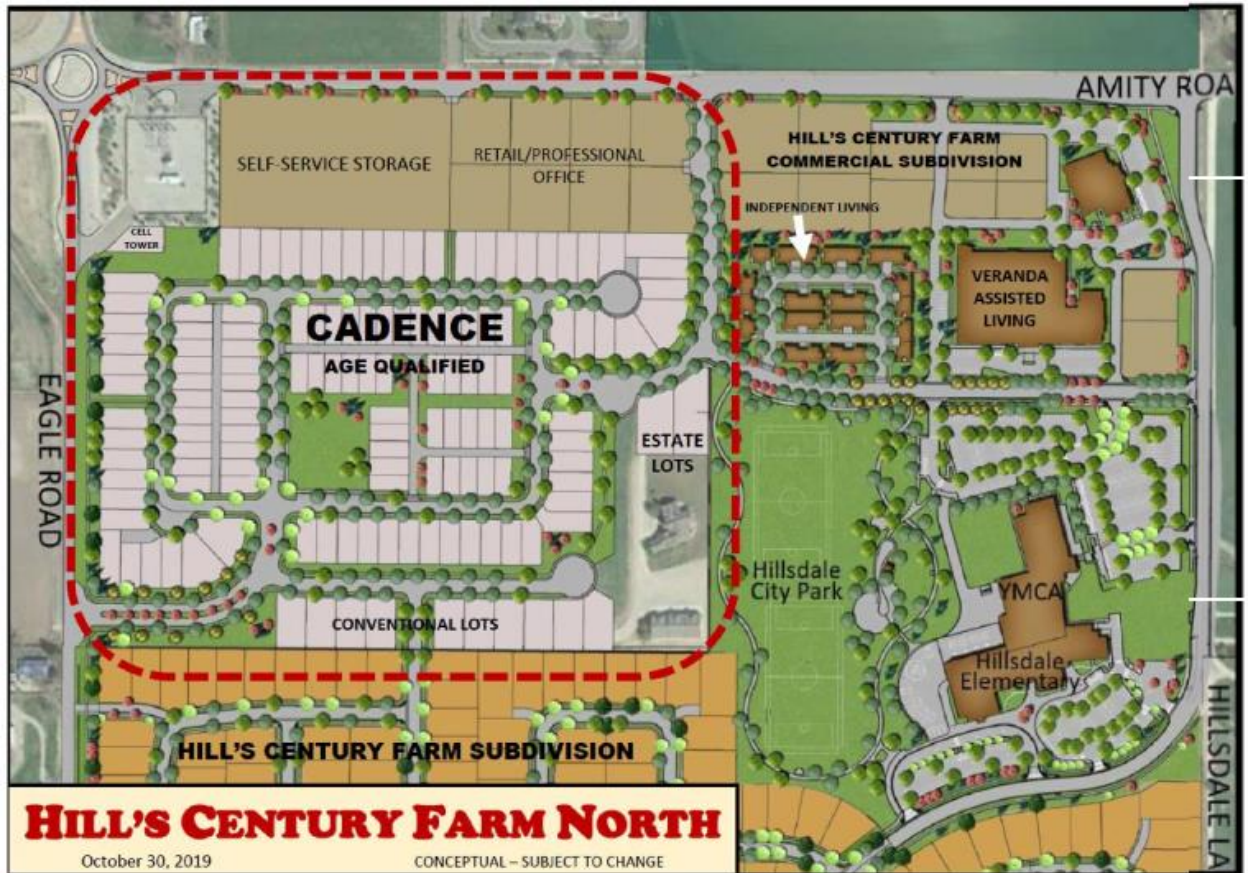 AMITY ROA
HILL'S CENTURY FARM
COMMERCIAL SUBDIVISION
SELF-SERVICE STORAGE
RETAIL/PROFESSIONAL
OFFICE
INDEPENDENT LIVING
CELL
TOWER
VERANDA
ASSISTED
LIVING
CADENCE
AGE QUALIFIED
EAGLE ROAD
ESTATE
LOTS
Hillsdale
City Park
YMCA
CONVENTIONAL LOTS
Hillsdale
Elementary
HILLSDALE LA
HILL'S CENTURY FARM SUBDIVISION
HILL'S CENTURY FARM NORTH
October 30, 2019
CONCEPTUAL – SUBJECT TO CHANGE